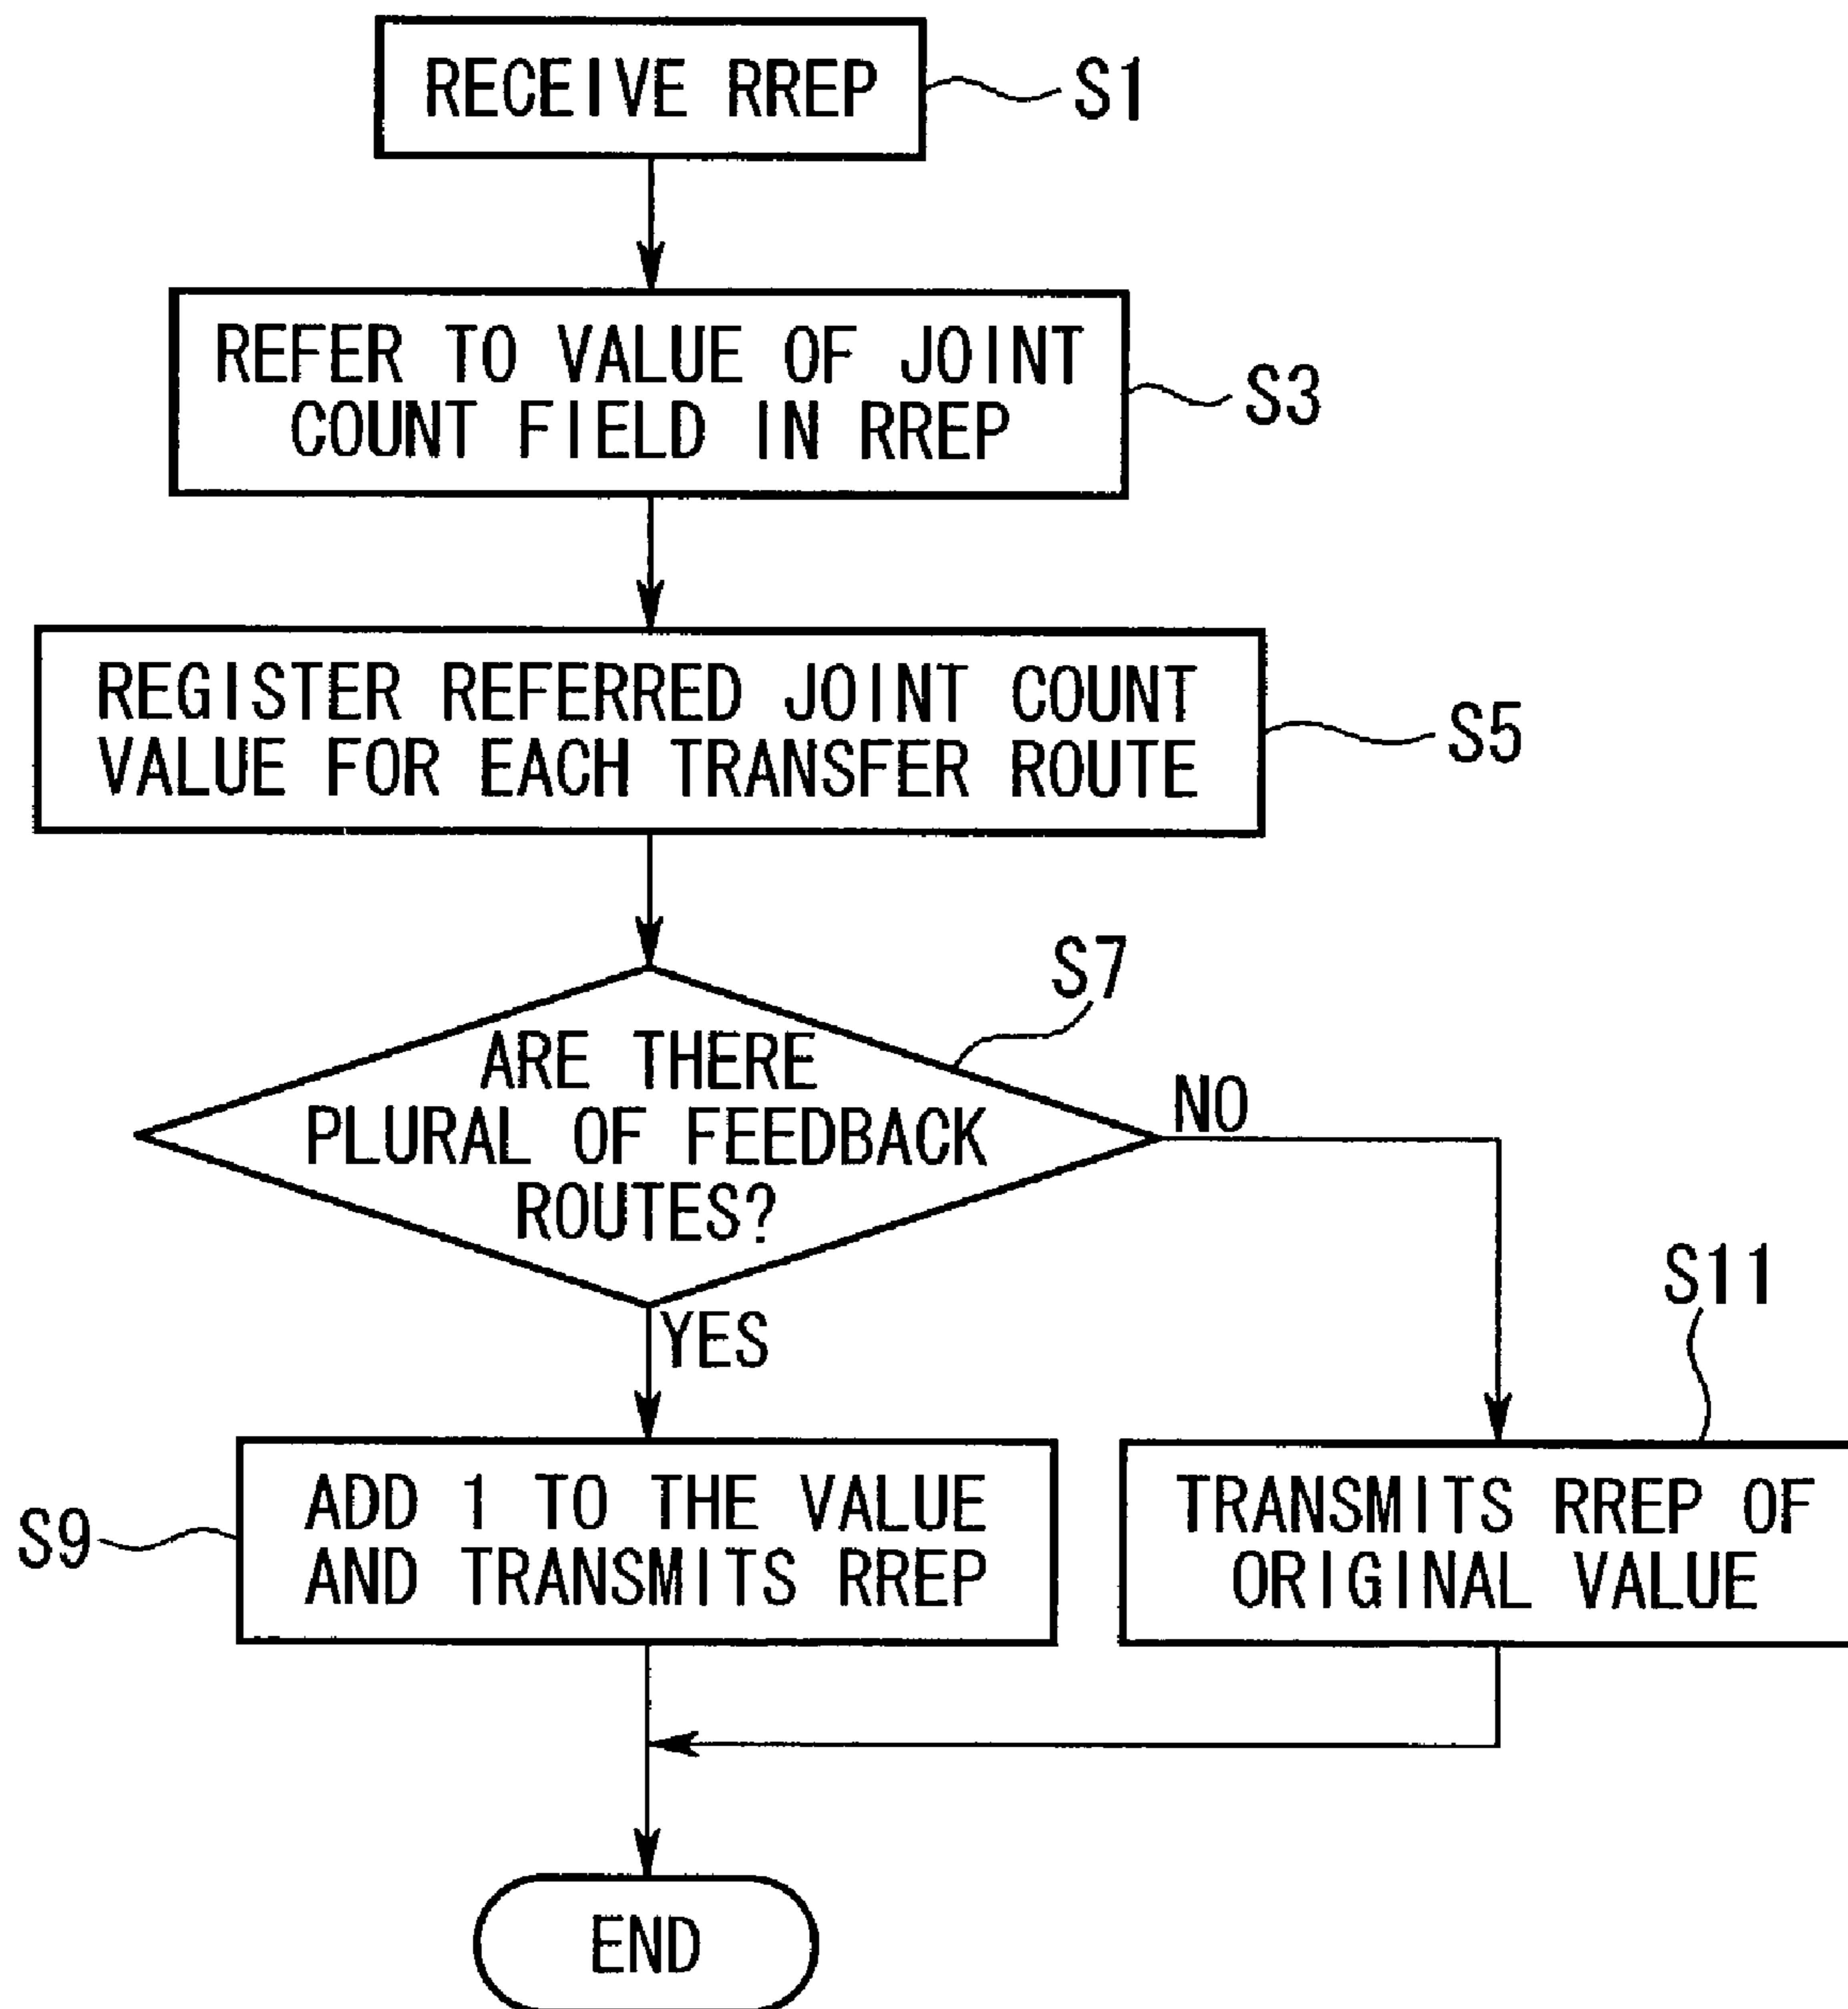 RECEIVE RREP
S1
REFER TO VALUE OF JOINT
COUNT FIELD IN RREP
S3
REGISTER REFERRED JOINT COUNT
VALUE FOR EACH TRANSFER ROUTE
S5
S7
ARE THERE
PLURAL OF FEEDBACK
ROUTES?
NO
YES
S11
S9
ADD 1 TO THE VALUE
AND TRANSMITS RREP
TRANSMITS RREP OF
ORIGINAL VALUE
END